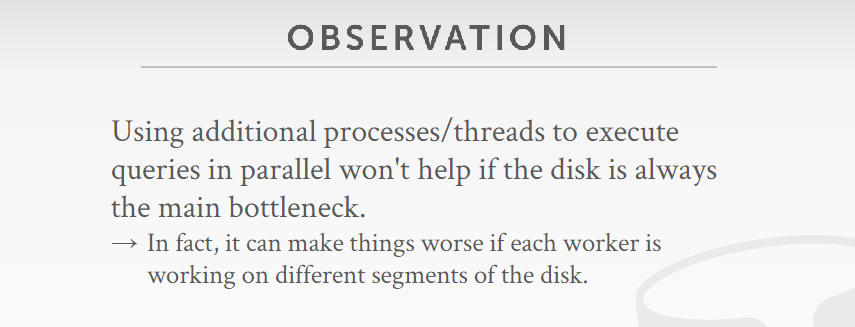 OBSERVATION
Using additional processes/threads to execute
queries in parallel won't help if the disk is always
the main bottleneck.
→ In fact, it can make things worse if each worker is
working on different segments of the disk.